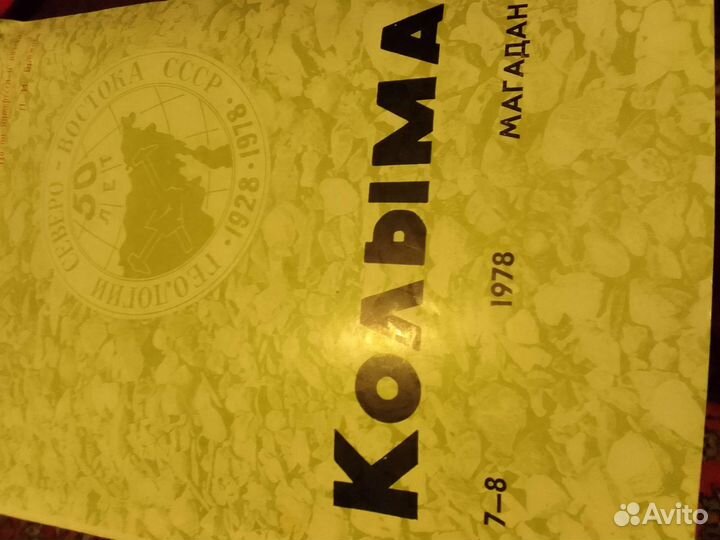 ГЕОЛОГИИ СЕВЕРО-ВОСТОКА СССР
50
ЛЕТ
• 1928-1978 •
КОЛЫМА
7—8 1978 МАГАДАН
Avito